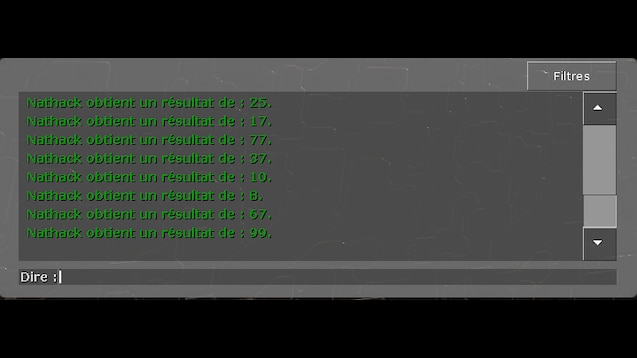 Filtres
Nathack obtient un résultat de : 25.
Nathack obtient un résultat de : 17.
Nathack obtient un résultat de : 77.
Nathack obtient un résultat de : 37.
Nathack obtient un résultat de : 10.
Nathack obtient un résultat de : 8.
Nathack obtient un résultat de : 67.
Nathack obtient un résultat de : 99.
Dire :